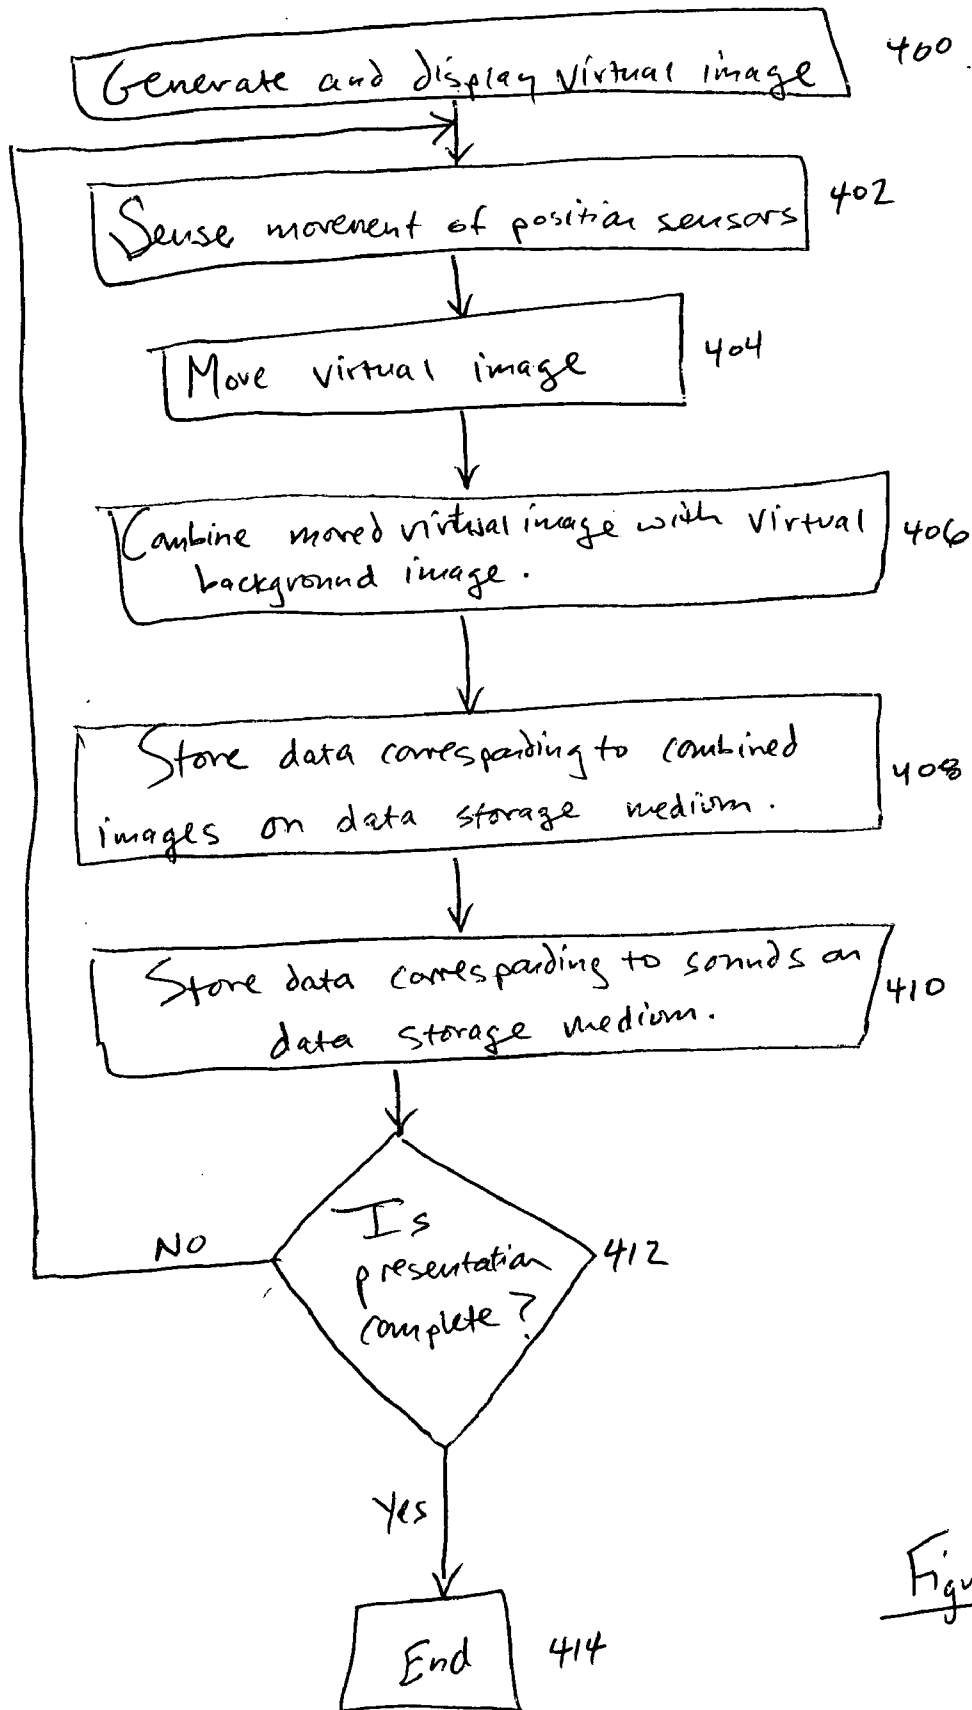 Generate and display virtual image
400
Sense movement of position sensors
402
Move virtual image
404
Combine moved virtual image with virtual
background image.
406
Store data corresponding to combined
images on data storage medium.
408
Store data corresponding to sounds on
data storage medium.
410
Is
presentation
complete?
412
NO
Yes
End
414